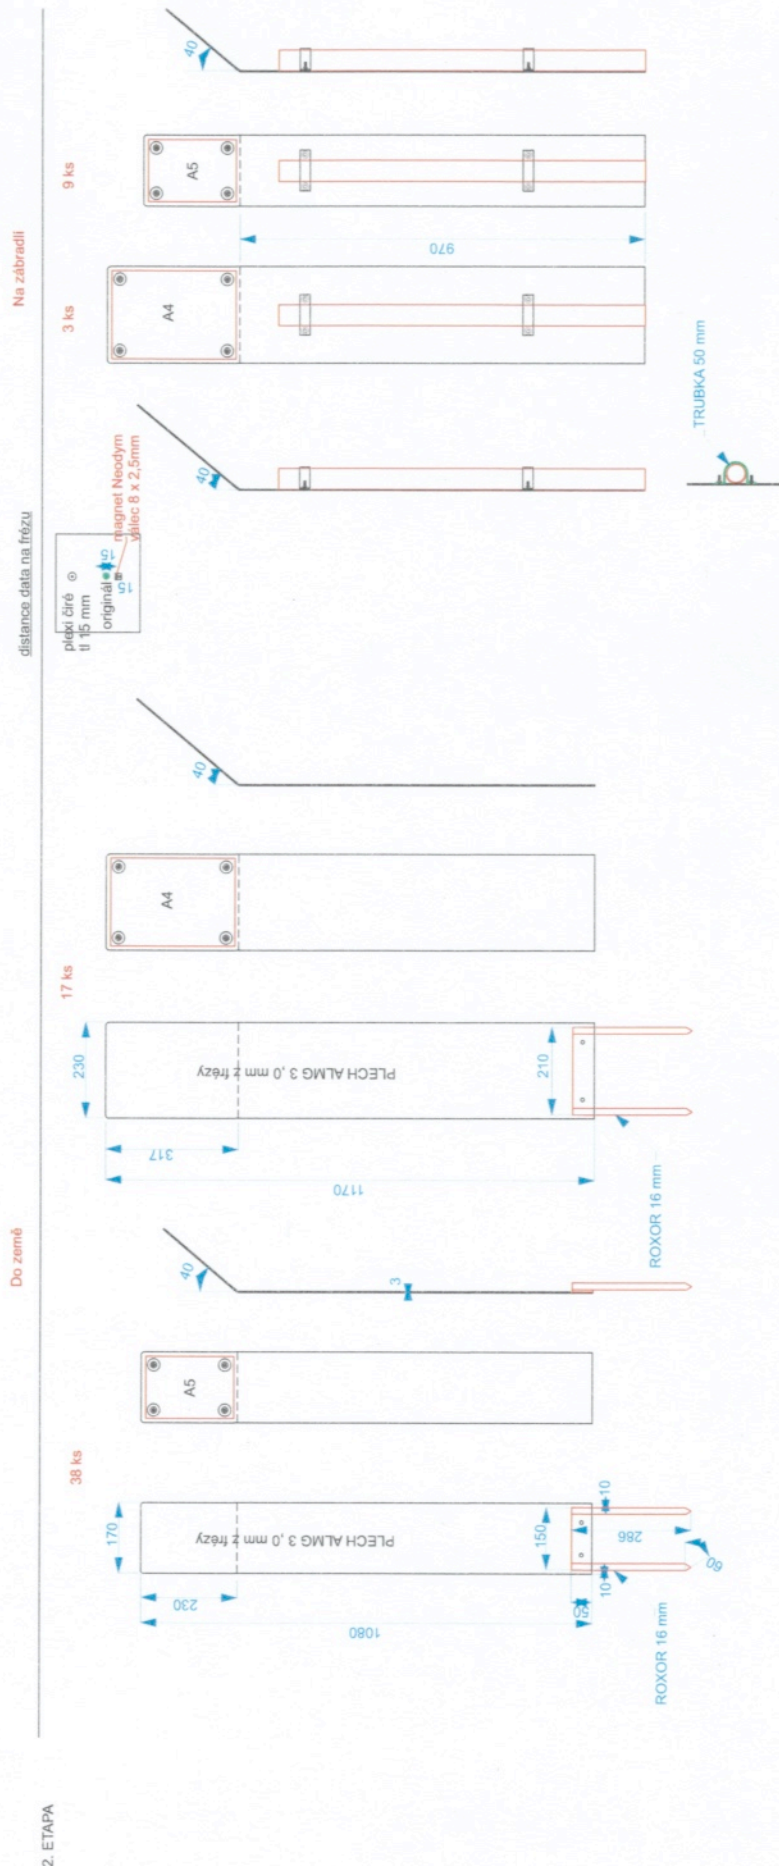 2. ETAPA
Do země
38 ks
170
230
1080
PLECH ALMG 3 ,0 mm z frézy
150
50
10
10
286
60
ROXOR 16 mm
A5
40
3
17 ks
230
317
1170
PLECH ALMG 3 ,0 mm z frézy
210
ROXOR 16 mm
A4
40
distance data na frézu
plexi čiré
tl 15 mm
originál
15
15
magnet Neodym
válec 8 x 2,5mm
Na zábradlí
3 ks
40
A4
TRUBKA 50 mm
9 ks
970
A5
40